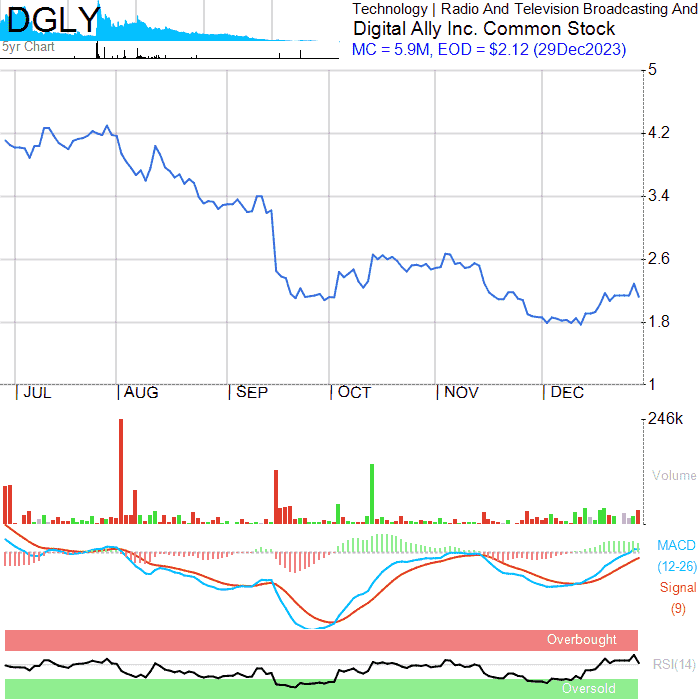 DGLY
5yr Chart
Technology | Radio And Television Broadcasting And
Digital Ally Inc. Common Stock
MC = 5.9M, EOD = $2.12 (29Dec2023)
5
4.2
3.4
2.6
1.8
1
JUL AUG SEP OCT NOV DEC
246k
Volume
MACD
(12-26)
Signal
(9)
Overbought
RSI(14)
Oversold